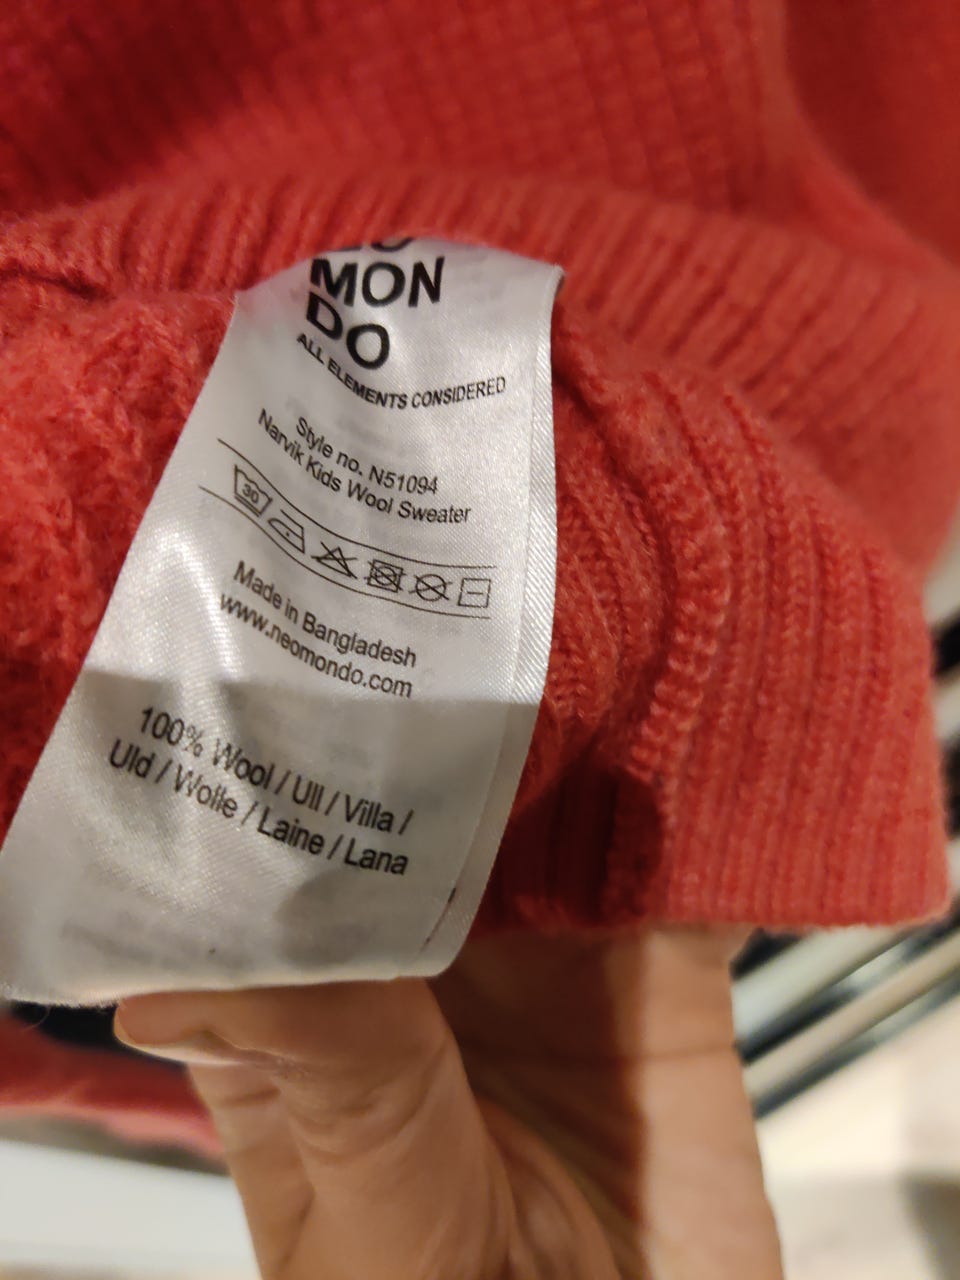 MON
DO
ALL ELEMENTS CONSIDERED
Style no. N51094
Narvik Kids Wool Sweater
30
Made in Bangladesh
www.neomondo.com
100% Wool / Ull / Villa /
Uld / Wolle / Laine / Lana